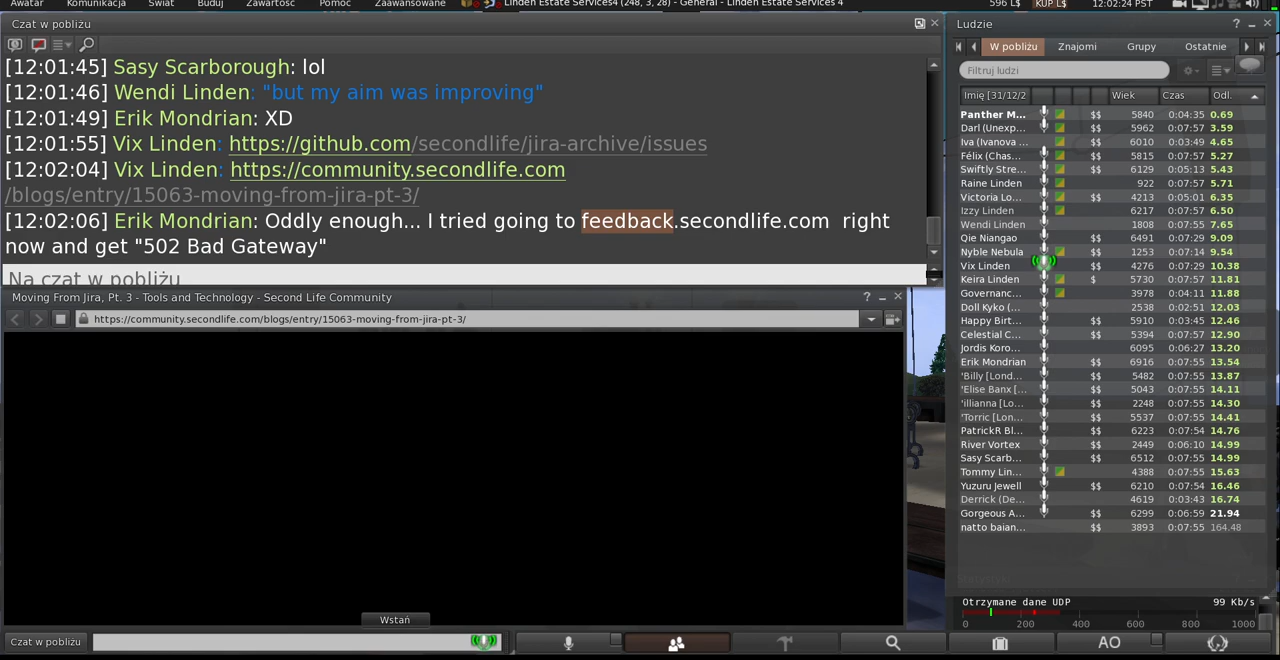 Awatar Komunikacja Świat Buduj Zawartość Pomoc Zaawansowane Linden Estate Services4 (248, 3, 28) - General - Linden Estate Services 4 596 L$ KUP L$ 12:02:24 PST
Czat w pobliżu
[12:01:45] Sasy Scarborough: lol
[12:01:46] Wendi Linden: "but my aim was improving"
[12:01:49] Erik Mondrian: XD
[12:01:55] Vix Linden: https://github.com/secondlife/jira-archive/issues
[12:02:04] Vix Linden: https://community.secondlife.com
/blogs/entry/15063-moving-from-jira-pt-3/
[12:02:06] Erik Mondrian: Oddly enough... I tried going to feedback.secondlife.com right
now and get "502 Bad Gateway"
Na czat w pobliżu
Moving From Jira, Pt. 3 - Tools and Technology - Second Life Community
https://community.secondlife.com/blogs/entry/15063-moving-from-jira-pt-3/
Wstań
Czat w pobliżu
Ludzie
W pobliżu Znajomi Grupy Ostatnie
Filtruj ludzi
Imię [31/12/2 Wiek Czas Odl.
Panther M... $$ 5840 0:04:35 0.69
Darl (Unexp... $$ 5962 0:07:57 3.59
Iva (Ivanova ... $$ 6010 0:03:49 4.65
Félix (Chas... $$ 5815 0:07:57 5.27
Swiftly Stre... $$ 6129 0:05:13 5.43
Raine Linden 922 0:07:57 5.71
Victoria Lo... $$ 4213 0:05:01 6.35
Izzy Linden 6217 0:07:57 6.50
Wendi Linden 1808 0:07:55 7.65
Qie Niangao $$ 6491 0:07:29 9.09
Nyble Nebula $$ 1253 0:07:14 9.54
Vix Linden $$ 4276 0:07:29 10.38
Keira Linden $ 5730 0:07:57 11.81
Governanc... 3978 0:04:11 11.88
Doll Kyko (... 2538 0:02:51 12.03
Happy Birt... $$ 5910 0:03:45 12.46
Celestial C... $$ 5394 0:07:57 12.90
Jordis Koro... 6095 0:06:27 13.20
Erik Mondrian $$ 6916 0:07:55 13.54
'Billy [Lond... $$ 5482 0:07:55 13.87
'Elise Banx [... $$ 5043 0:07:55 14.11
'illianna [Lo... $$ 2248 0:07:55 14.30
'Torric [Lon... $$ 5537 0:07:55 14.41
PatrickR Bl... $$ 6223 0:07:54 14.76
River Vortex $$ 2449 0:06:10 14.99
Sasy Scarb... $$ 6512 0:07:55 14.99
Tommy Lin... 4388 0:07:55 15.63
Yuzuru Jewell $$ 6210 0:07:54 16.46
Derrick (De... 4619 0:03:43 16.74
Gorgeous A... $$ 6299 0:06:59 21.94
natto baian... $$ 3893 0:07:55 164.48
Otrzymane dane UDP 99 Kb/s
0 200 400 600 800 1000
AO